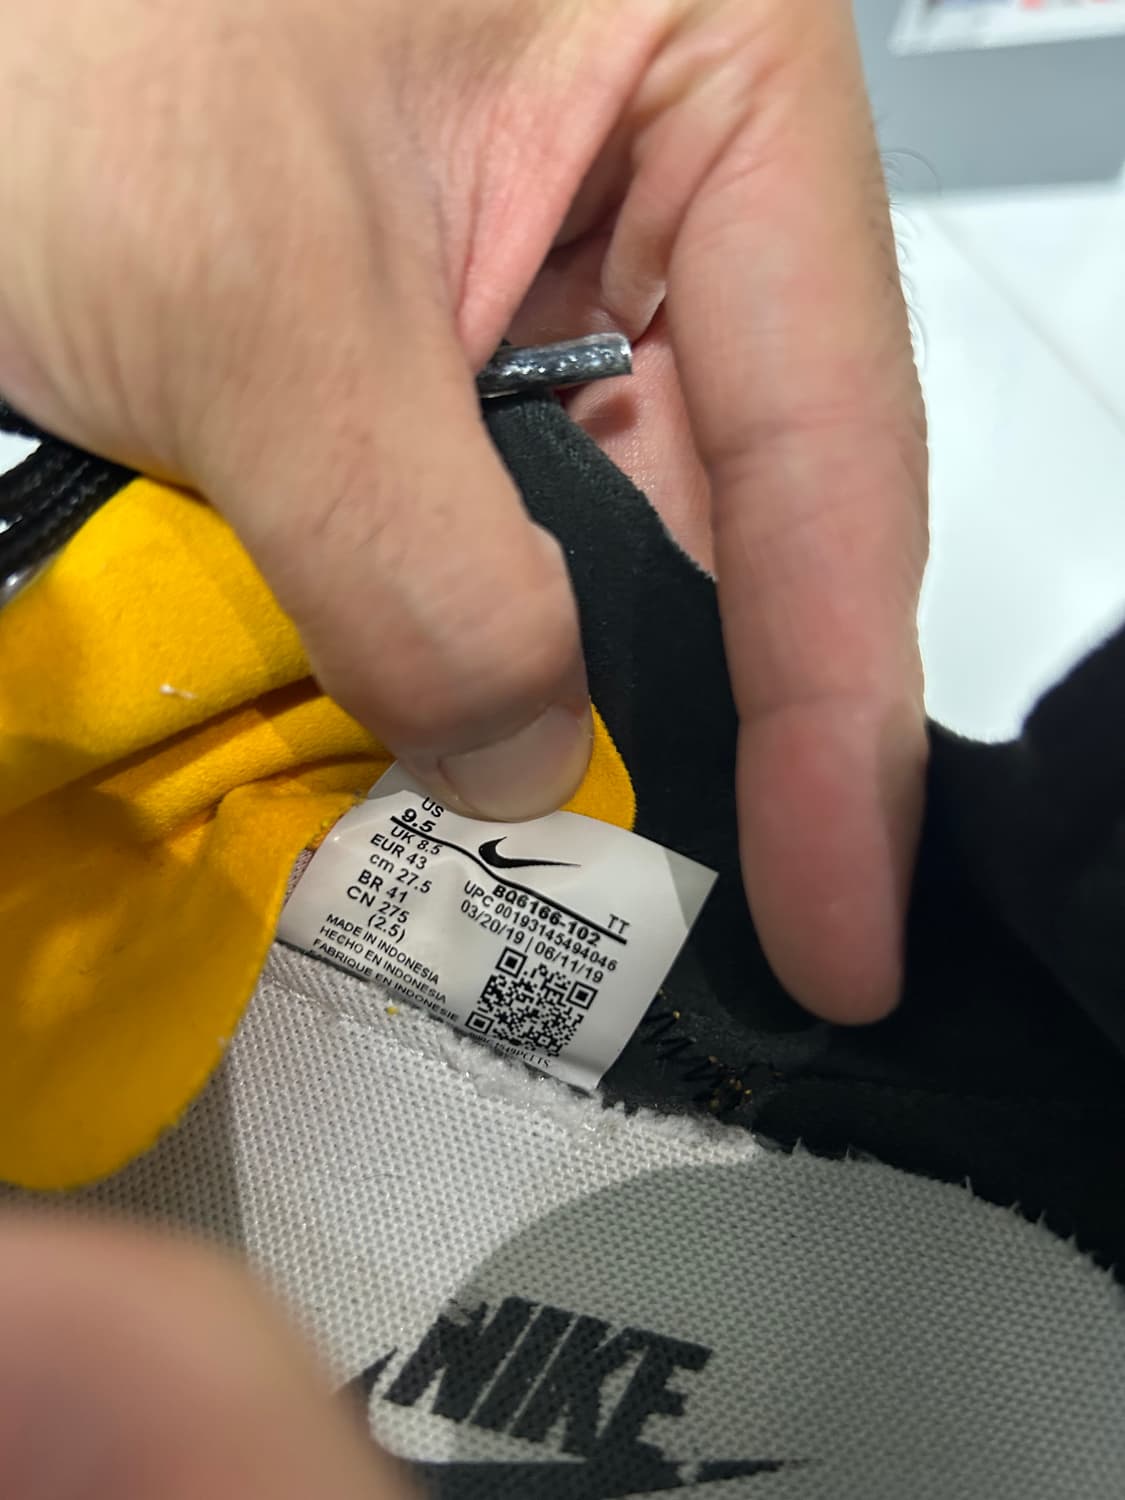 US
9.5
UK 8.5
EUR 43
cm 27.5
BR 41
CN 275
(2.5)
MADE IN INDONESIA
HECHO EN INDONESIA
FABRIQUE EN INDONESIE
TT
BQ6166-102
UPC 00193145494046
03/20/19 | 06/11/19
NIKE